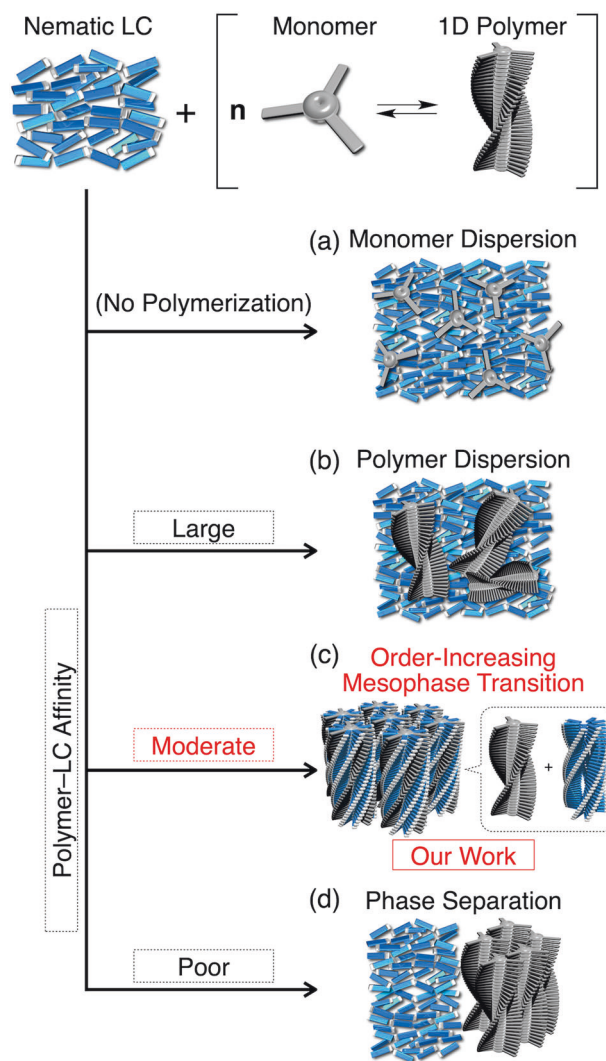 Nematic LC
Monomer
1D Polymer
+
n
(a) Monomer Dispersion
(No Polymerization)
(b) Polymer Dispersion
Large
(c) Order-Increasing
Mesophase Transition
Moderate
+
Our Work
Polymer–LC Affinity
(d) Phase Separation
Poor